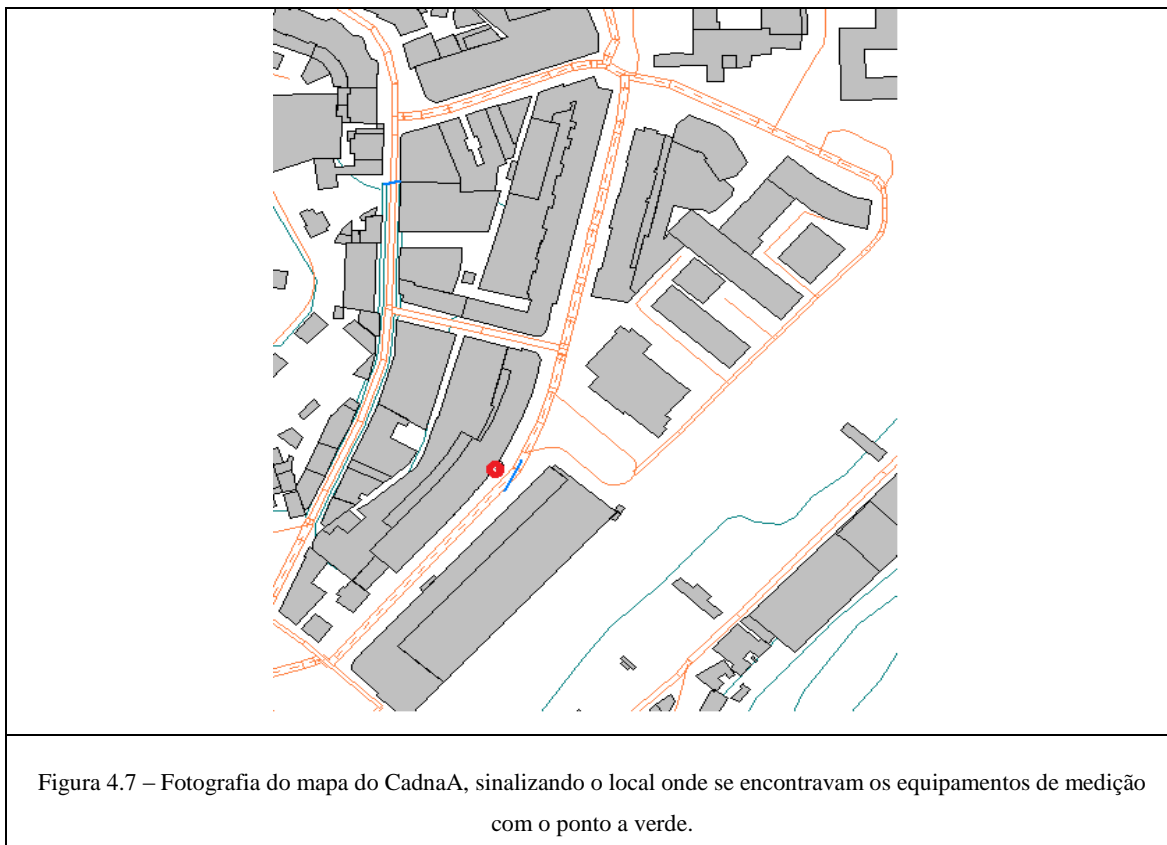 Figura 4.7 – Fotografia do mapa do CadnaA, sinalizando o local onde se encontravam os equipamentos de medição
com o ponto a verde.